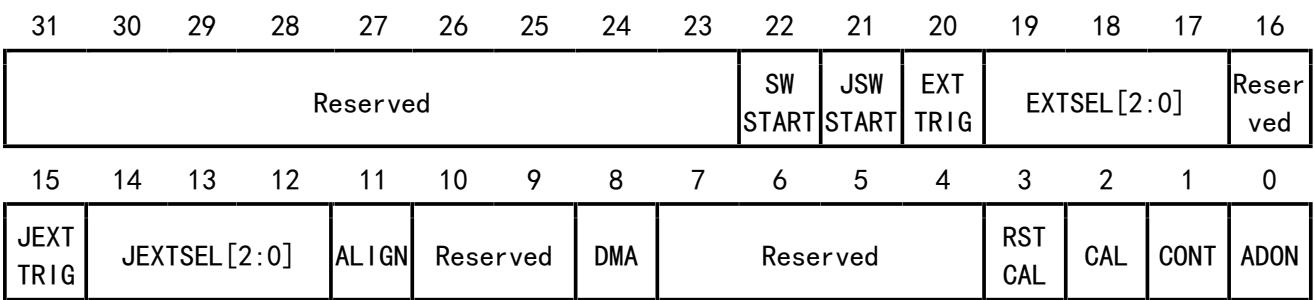 31 30 29 28 27 26 25 24 23 22 21 20 19 18 17 16
Reserved SW START JSW START EXT TRIG EXTSEL[2:0] Reser ved
15 14 13 12 11 10 9 8 7 6 5 4 3 2 1 0
JEXT TRIG JEXTSEL[2:0] ALIGN Reserved DMA Reserved RST CAL CAL CONT ADON